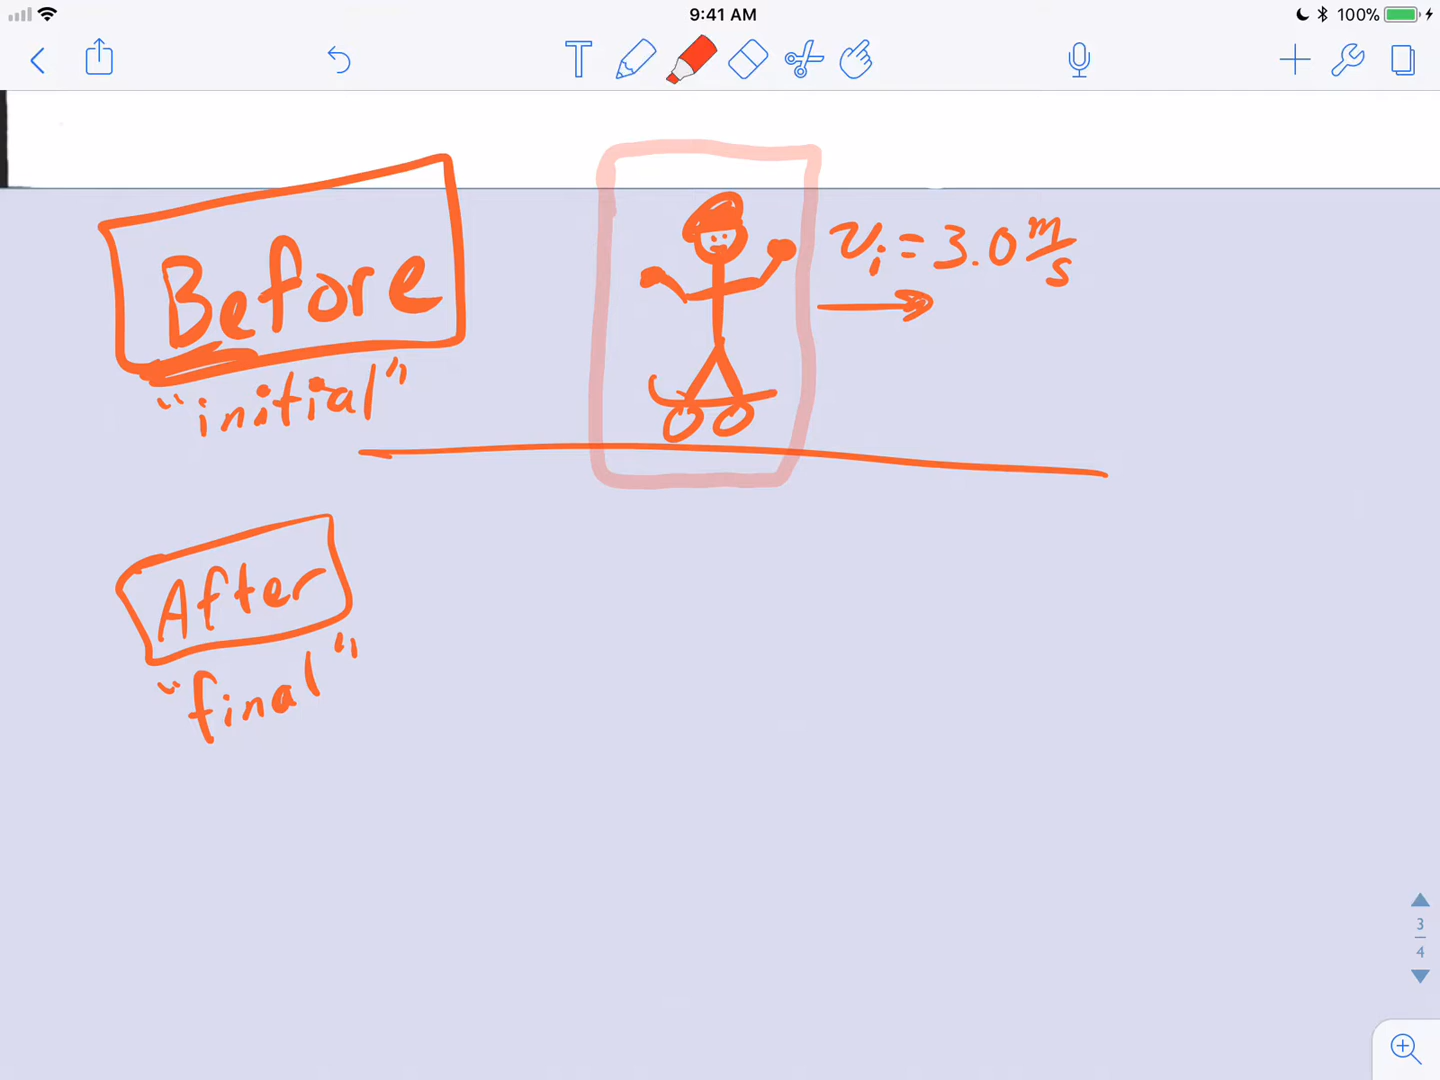 9:41 AM
100%
T
Before
"initial"
v_i = 3.0 m/s
After
"final"
3
4